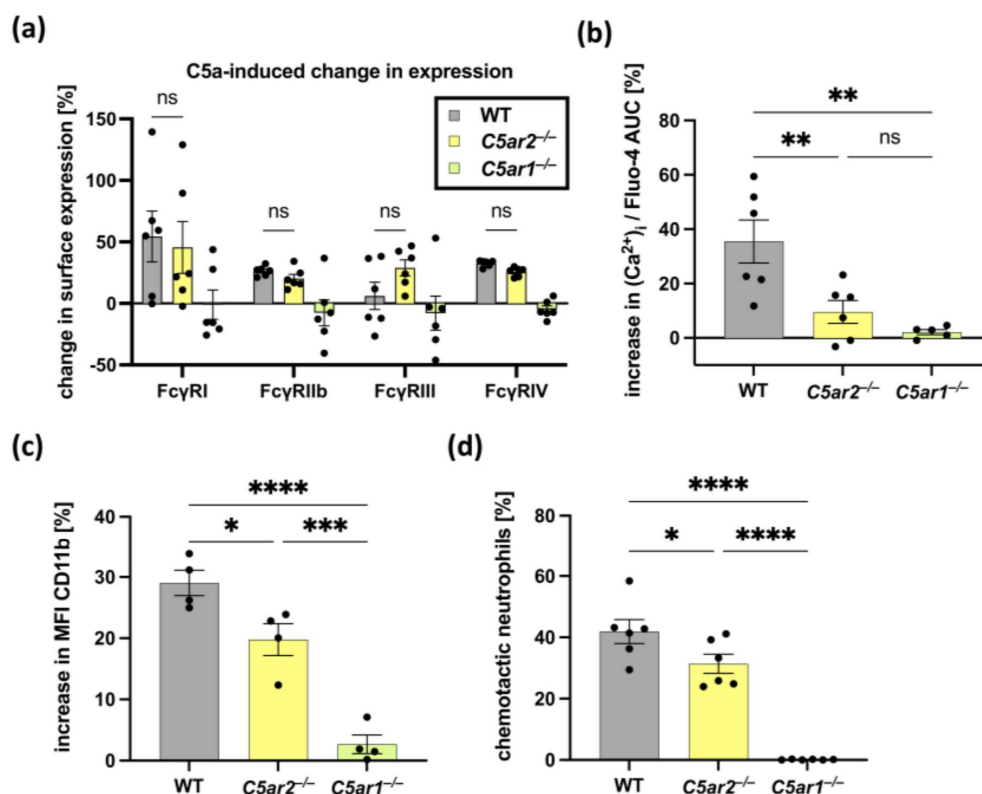 (a)
C5a-induced change in expression
change in surface expression [%]
150
100
50
0
-50
ns
ns
ns
ns
WT
C5ar2⁻/⁻
C5ar1⁻/⁻
FcγRI
FcγRIIb
FcγRIII
FcγRIV
(b)
increase in (Ca²⁺)ᵢ / Fluo-4 AUC [%]
80
60
40
20
0
**
**
ns
WT
C5ar2⁻/⁻
C5ar1⁻/⁻
(c)
increase in MFI CD11b [%]
40
30
20
10
0
****
*
***
WT
C5ar2⁻/⁻
C5ar1⁻/⁻
(d)
chemotactic neutrophils [%]
80
60
40
20
0
****
*
****
WT
C5ar2⁻/⁻
C5ar1⁻/⁻